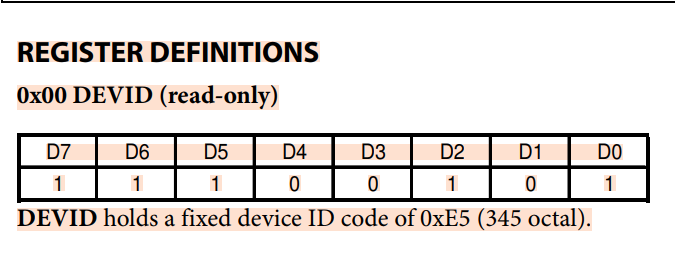 REGISTER DEFINITIONS
0x00 DEVID (read-only)
D7 D6 D5 D4 D3 D2 D1 D0
1 1 1 0 0 1 0 1
DEVID holds a fixed device ID code of 0xE5 (345 octal).